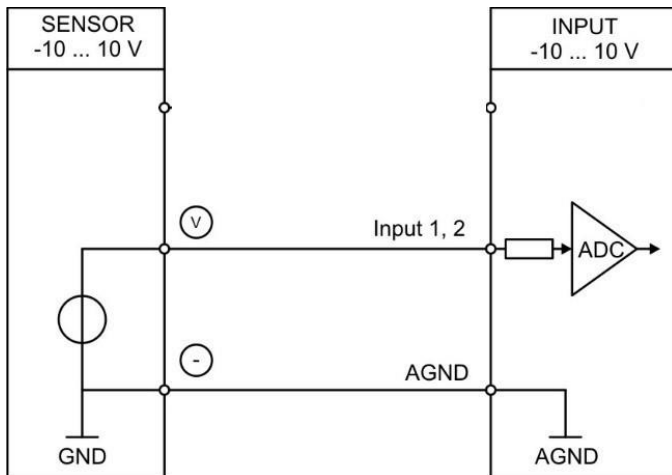 SENSOR
-10 ... 10 V
INPUT
-10 ... 10 V
V
Input 1, 2
ADC
-
AGND
GND
AGND